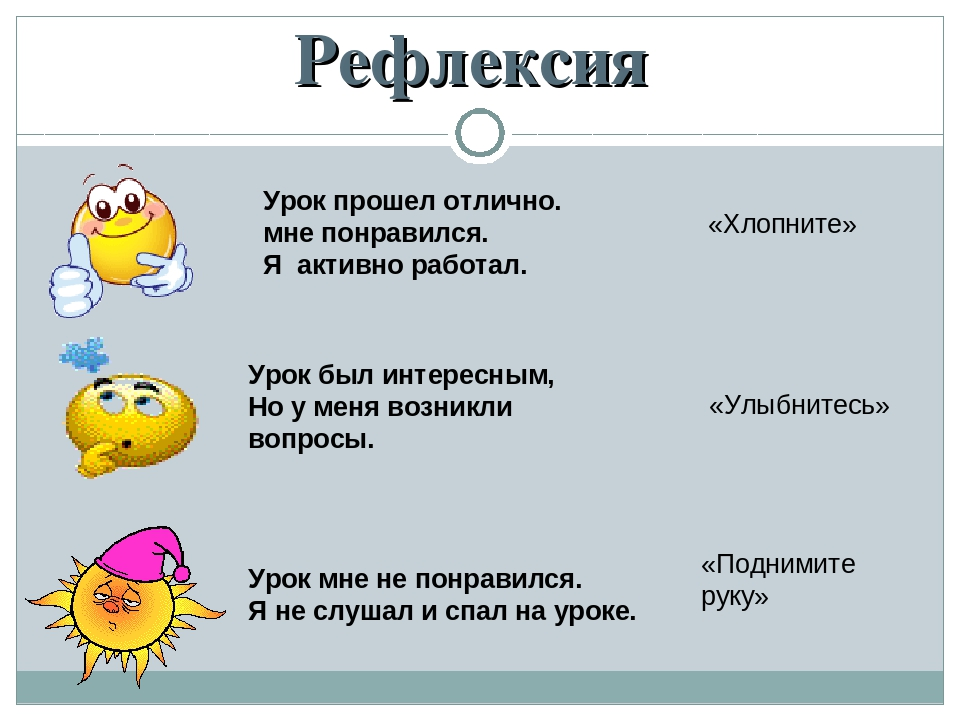 Рефлексия
Урок прошел отлично.
мне понравился.
Я  активно работал.
«Хлопните»
Урок был интересным,
Но у меня возникли
вопросы.
«Улыбнитесь»
Урок мне не понравился.
Я не слушал и спал на уроке.
«Поднимите
руку»